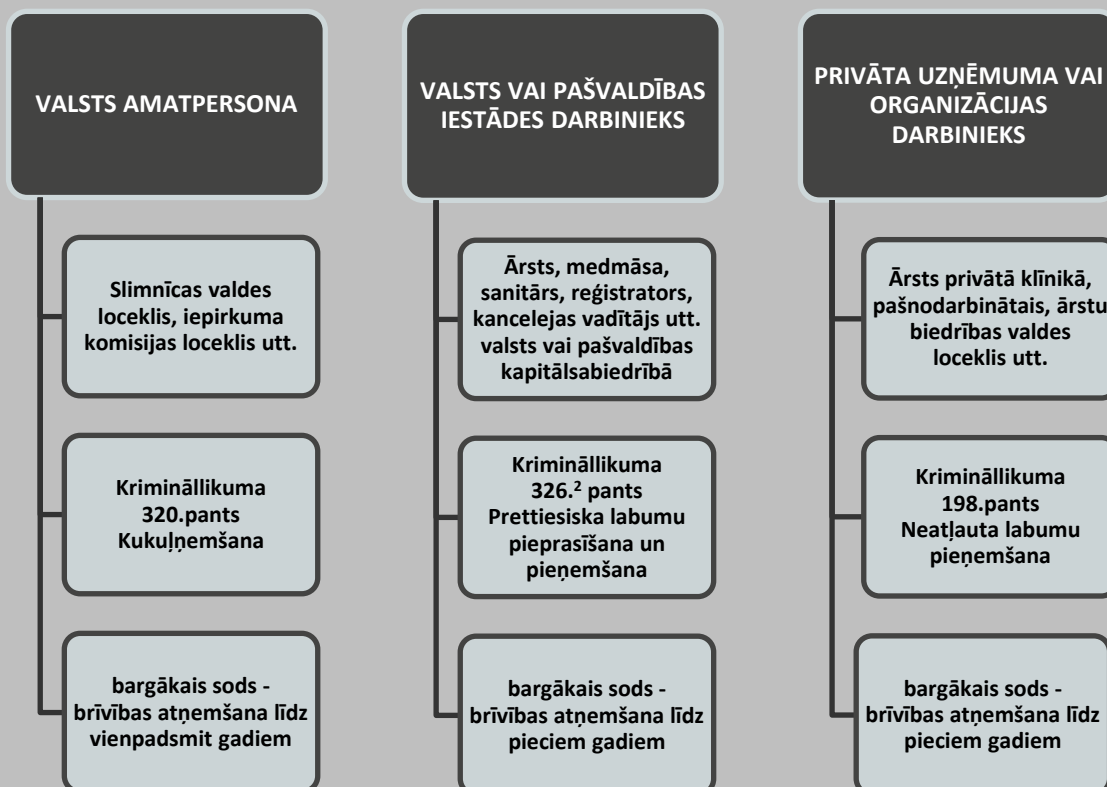 VALSTS AMATPERSONA
Slimnīcas valdes
loceklis, iepirkuma
komisijas loceklis utt.
Krimināllikuma
320.pants
Kukuļņemšana
bargākais sods -
brīvības atņemšana līdz
vienpadsmit gadiem
VALSTS VAI PAŠVALDĪBAS
IESTĀDES DARBINIEKS
Ārsts, medmāsa,
sanitārs, reģistrators,
kancelejas vadītājs utt.
valsts vai pašvaldības
kapitālsabiedrībā
Krimināllikuma
326.² pants
Prettiesiska labumu
pieprasīšana un
pieņemšana
bargākais sods -
brīvības atņemšana līdz
pieciem gadiem
PRIVĀTA UZŅĒMUMA VAI
ORGANIZĀCIJAS
DARBINIEKS
Ārsts privātā klīnikā,
pašnodarbinātais, ārstu
biedrības valdes
loceklis utt.
Krimināllikuma
198.pants
Neatļauta labumu
pieņemšana
bargākais sods -
brīvības atņemšana līdz
pieciem gadiem